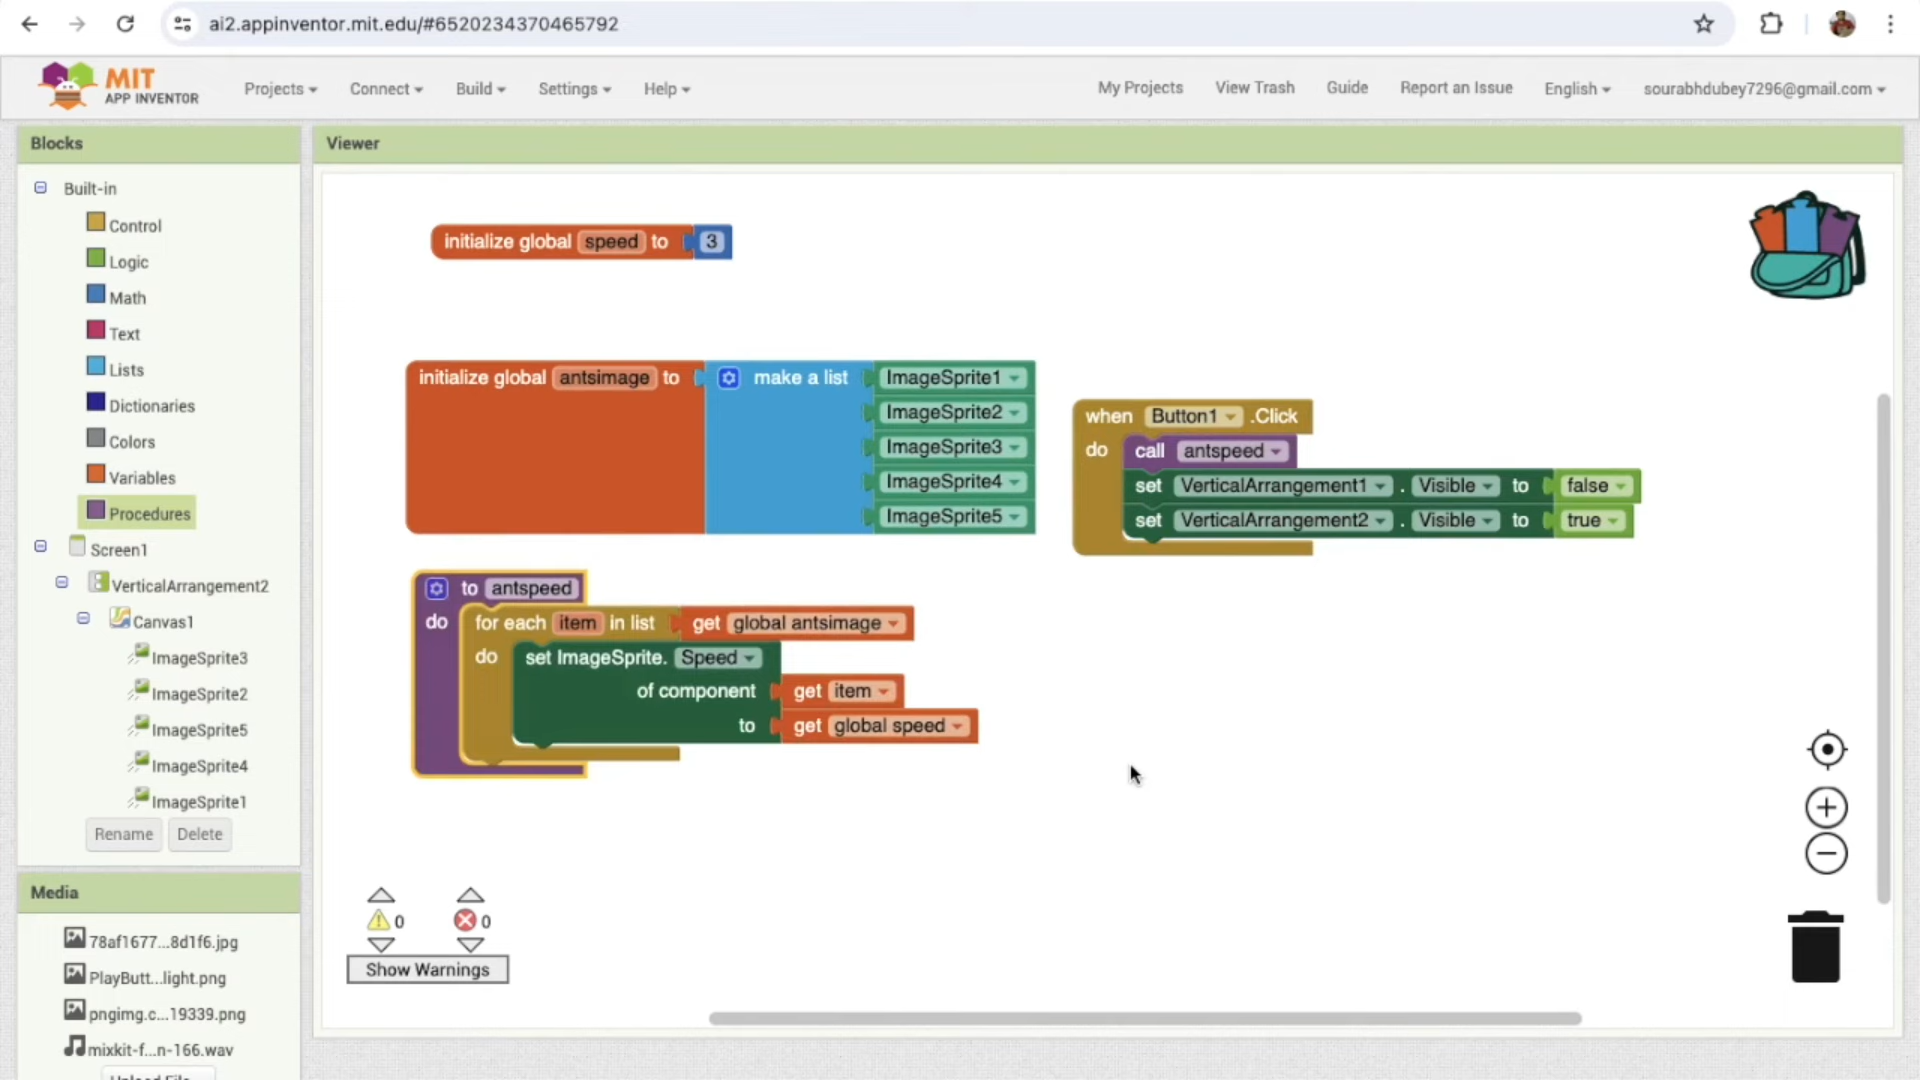 ai2.appinventor.mit.edu/#6520234370465792
MIT
APP INVENTOR
Projects
Connect
Build
Settings
Help
My Projects
View Trash
Guide
Report an Issue
English
sourabhdubey7296@gmail.com
Blocks
Viewer
Built-in
Control
Logic
Math
Text
Lists
Dictionaries
Colors
Variables
Procedures
Screen1
VerticalArrangement2
Canvas1
ImageSprite3
ImageSprite2
ImageSprite5
ImageSprite4
ImageSprite1
Rename
Delete
Media
78af1677...8d1f6.jpg
PlayButt...light.png
pngimg.c...19339.png
mixkit-f...n-166.wav
Upload File
initialize global speed to 3
initialize global antsimage to make a list ImageSprite1
ImageSprite2
ImageSprite3
ImageSprite4
ImageSprite5
when Button1 .Click
do call antspeed
set VerticalArrangement1 . Visible to false
set VerticalArrangement2 . Visible to true
to antspeed
do for each item in list get global antsimage
do set ImageSprite. Speed
of component get item
to get global speed
0
0
Show Warnings